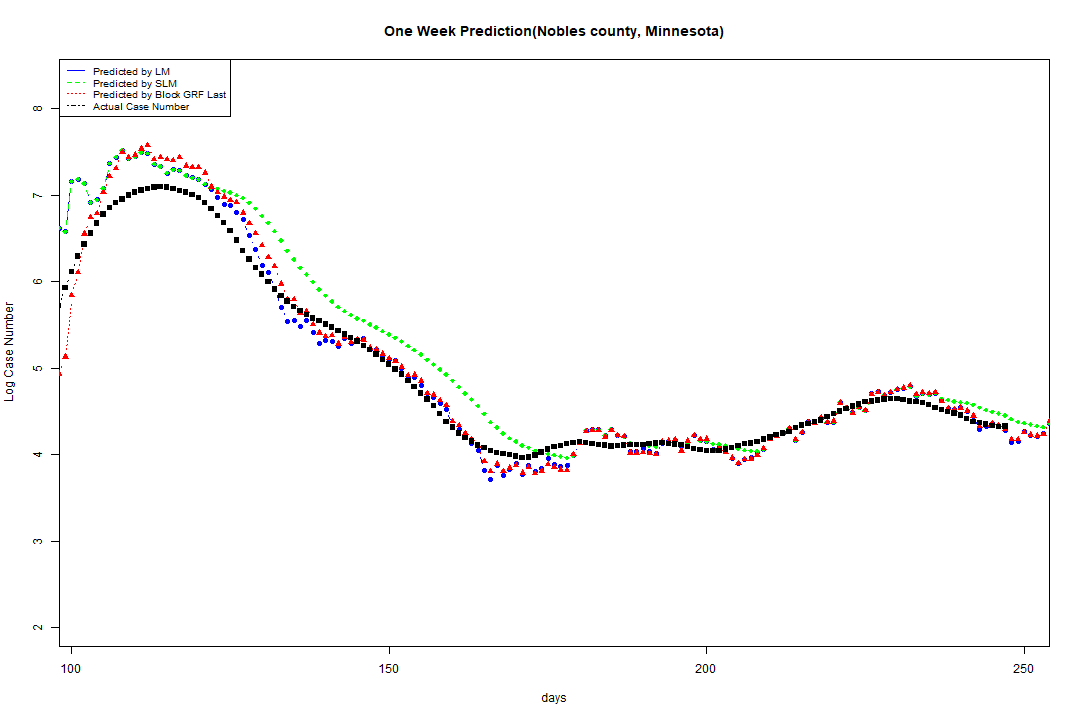 One Week Prediction(Nobles county, Minnesota)
Predicted by LM
Predicted by SLM
Predicted by Block GRF Last
Actual Case Number
8
7
6
5
4
3
2
Log Case Number
100 150 200 250
days